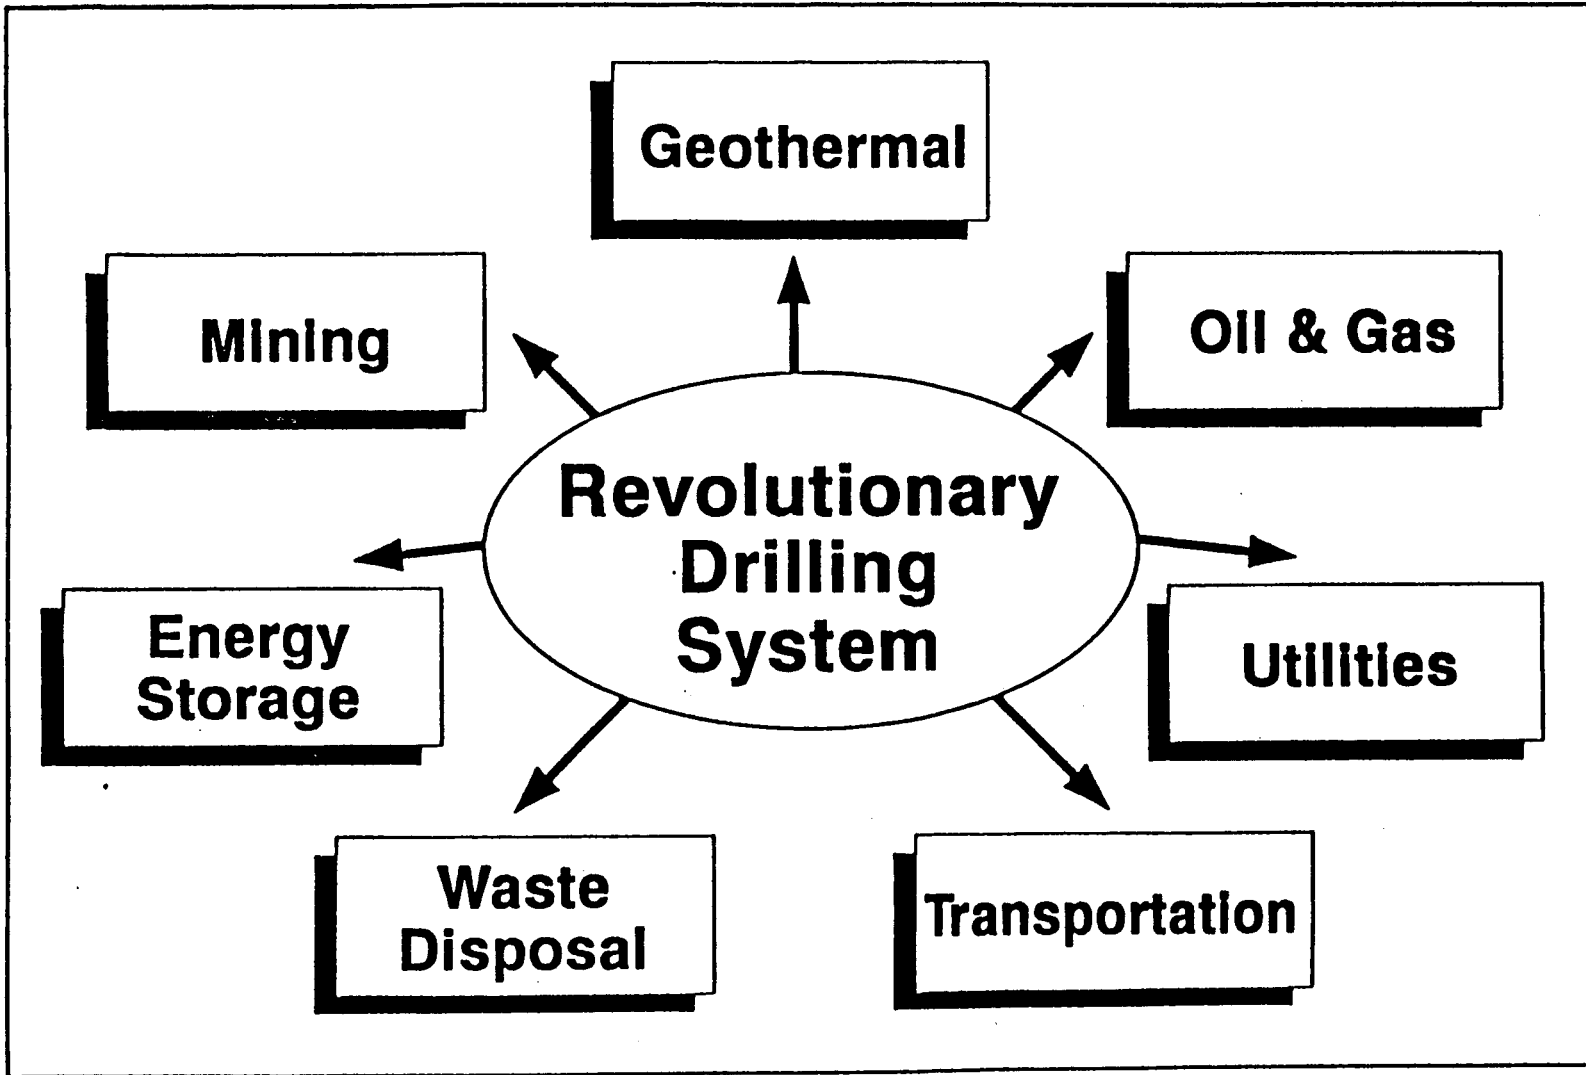 Geothermal
Mining
Oil & Gas
Revolutionary
Drilling
System
Energy
Storage
Utilities
Waste
Disposal
Transportation